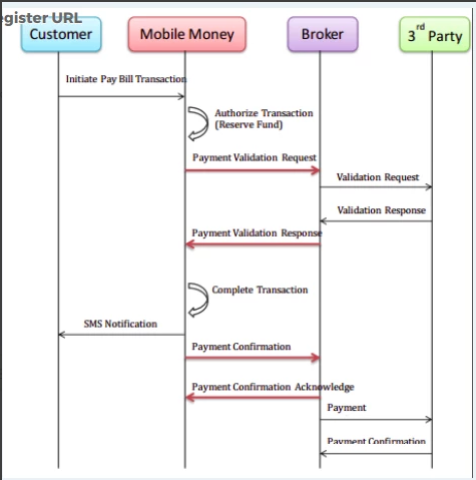 egister URL
Customer
Mobile Money
Broker
3rd Party
Initiate Pay Bill Transaction
Authorize Transaction
(Reserve Fund)
Payment Validation Request
Validation Request
Validation Response
Payment Validation Response
Complete Transaction
SMS Notification
Payment Confirmation
Payment Confirmation Acknowledge
Payment
Payment Confirmation